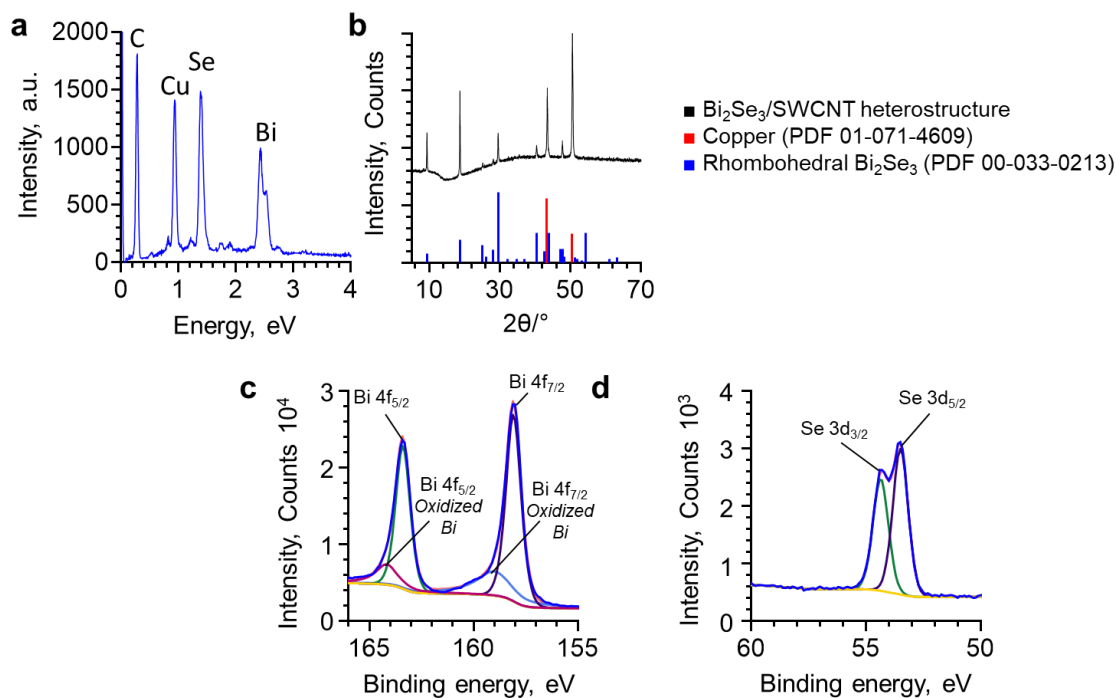 a
2000
1500
1000
500
0
C
Cu
Se
Bi
0 1 2 3 4
Intensity, a.u.
Energy, eV
b
Intensity, Counts
10 30 50 70
2θ/°
Bi₂Se₃/SWCNT heterostructure
Copper (PDF 01-071-4609)
Rhombohedral Bi₂Se₃ (PDF 00-033-0213)
c
Intensity, Counts 10⁴
3
2
1
0
Bi 4f₅/₂
Bi 4f₇/₂
Bi 4f₅/₂
Oxidized
Bi
Bi 4f₇/₂
Oxidized
Bi
165 160 155
Binding energy, eV
d
Intensity, Counts 10³
4
3
2
1
0
Se 3d₃/₂
Se 3d₅/₂
60 55 50
Binding energy, eV